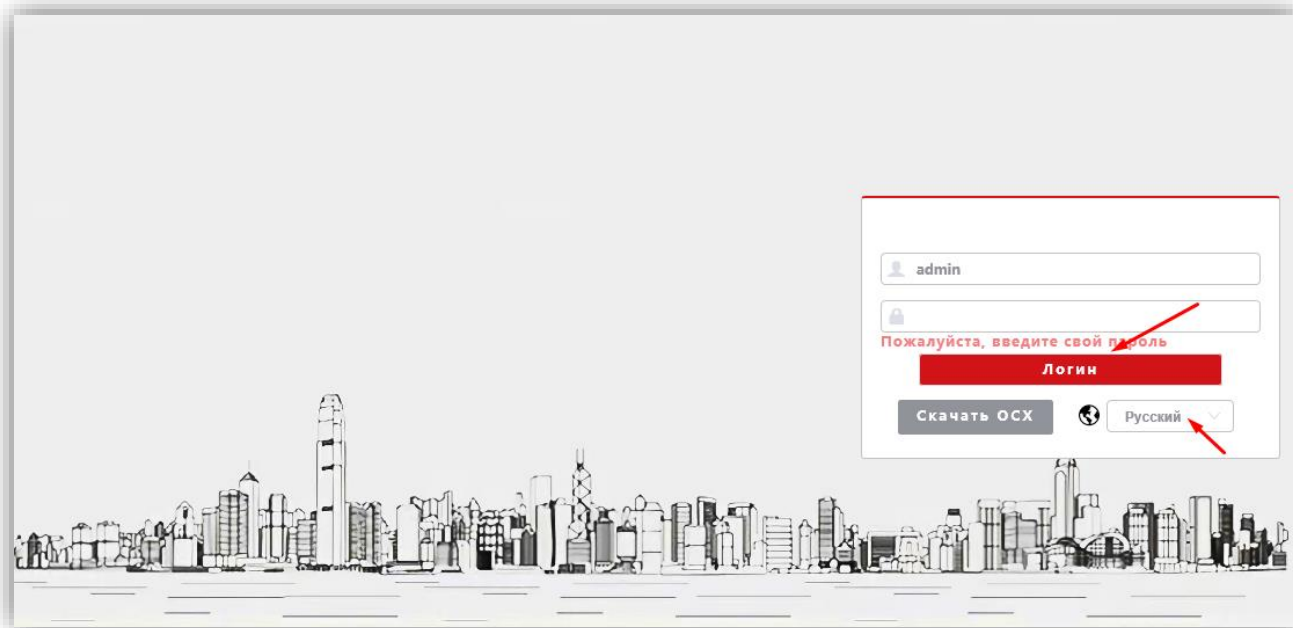 admin
Пожалуйста, введите свой пароль
Логин
Скачать OCX
Русский